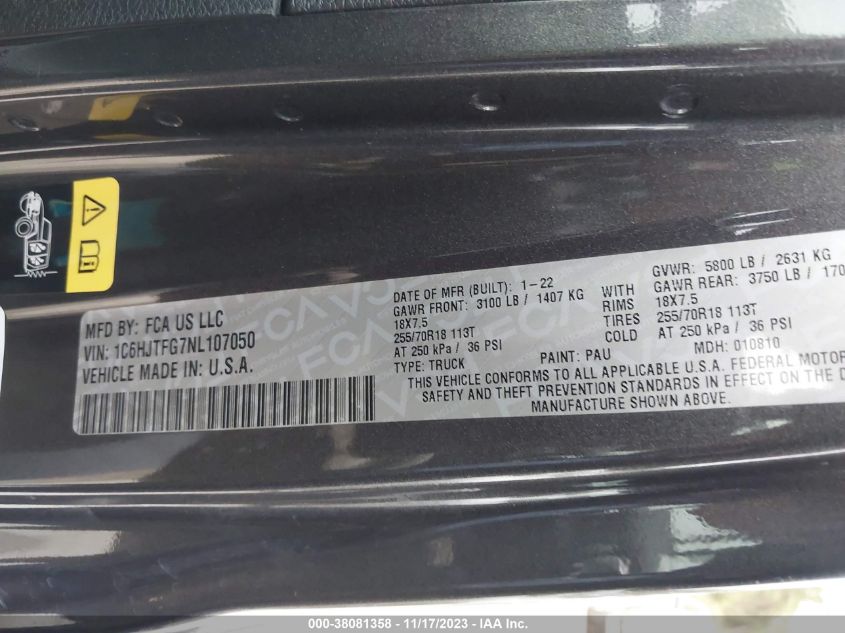 MFD BY: FCA US LLC
VIN: 1C6HJTFG7NL107050
VEHICLE MADE IN: U.S.A.
DATE OF MFR (BUILT): 1-22
GAWR FRONT: 3100 LB / 1407 KG
18X7.5
255/70R18 113T
AT 250 kPa / 36 PSI
TYPE: TRUCK
WITH
RIMS
TIRES
COLD
GVWR: 5800 LB / 2631 KG
GAWR REAR: 3750 LB / 170
18X7.5
255/70R18 113T
AT 250 kPa / 36 PSI
PAINT: PAU
MDH: 010810
THIS VEHICLE CONFORMS TO ALL APPLICABLE U.S.A. FEDERAL MOTOR
SAFETY AND THEFT PREVENTION STANDARDS IN EFFECT ON THE D
MANUFACTURE SHOWN ABOVE.
000-38081358 - 11/17/2023 - IAA Inc.